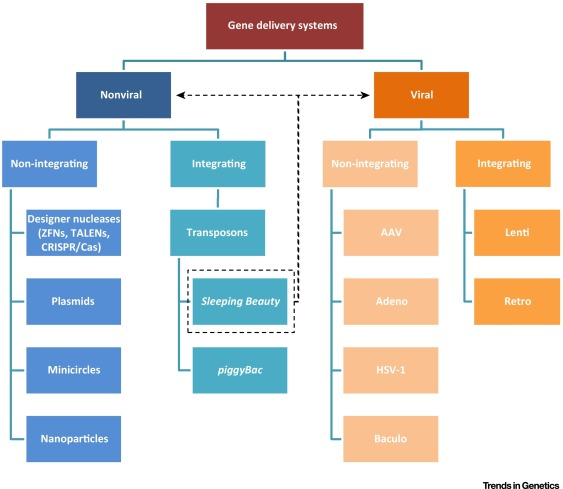 Gene delivery systems
Nonviral
Viral
Non-integrating
Integrating
Non-integrating
Integrating
Designer nucleases
(ZFNs, TALENs,
CRISPR/Cas)
Transposons
AAV
Lenti
Plasmids
Sleeping Beauty
Adeno
Retro
Minicircles
piggyBac
HSV-1
Nanoparticles
Baculo
Trends in Genetics